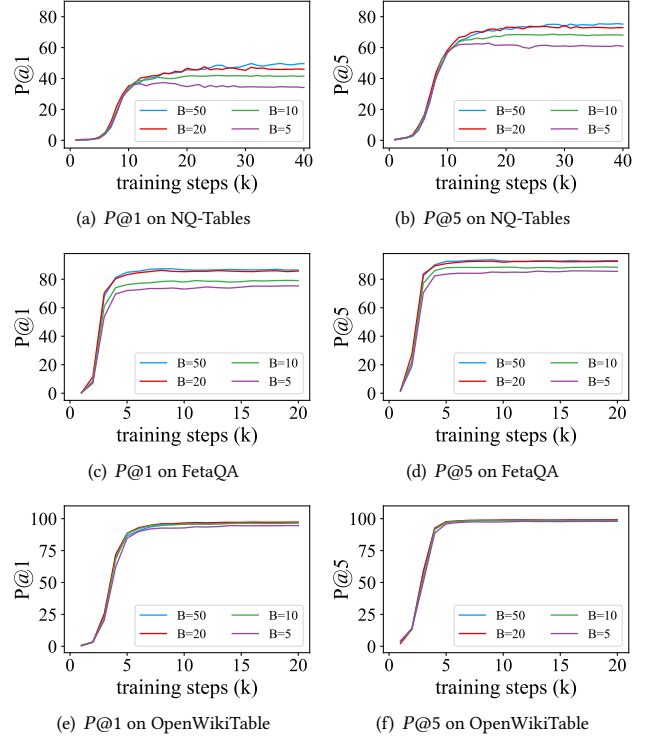 P@1
80
60
40
20
0
B=50 B=10
B=20 B=5
0 10 20 30 40
training steps (k)
(a) P@1 on NQ-Tables
P@5
80
60
40
20
0
B=50 B=10
B=20 B=5
0 10 20 30 40
training steps (k)
(b) P@5 on NQ-Tables
P@1
80
60
40
20
0
B=50 B=10
B=20 B=5
0 5 10 15 20
training steps (k)
(c) P@1 on FetaQA
P@5
80
60
40
20
0
B=50 B=10
B=20 B=5
0 5 10 15 20
training steps (k)
(d) P@5 on FetaQA
P@1
100
75
50
25
0
B=50 B=10
B=20 B=5
0 5 10 15 20
training steps (k)
(e) P@1 on OpenWikiTable
P@5
100
75
50
25
0
B=50 B=10
B=20 B=5
0 5 10 15 20
training steps (k)
(f) P@5 on OpenWikiTable